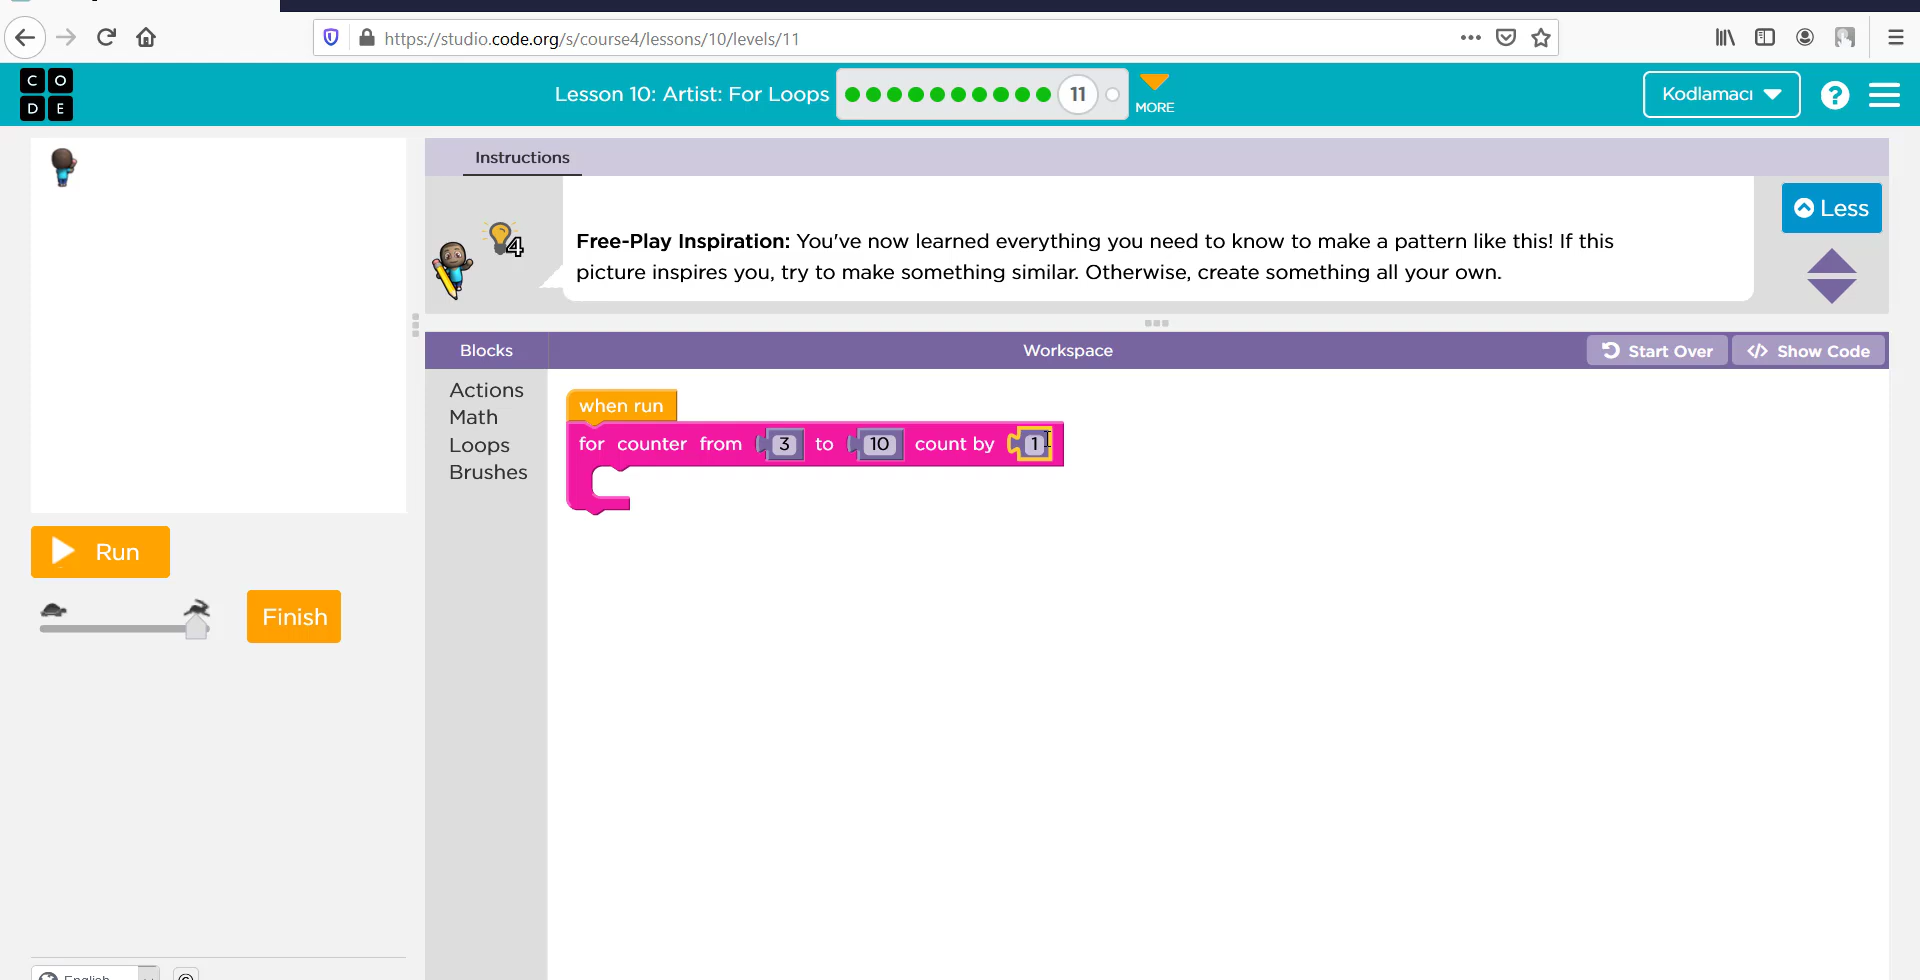 https://studio.code.org/s/course4/lessons/10/levels/11
C O
D E
Lesson 10: Artist: For Loops
11
MORE
Kodlamacı
?
Instructions
4
Free-Play Inspiration: You've now learned everything you need to know to make a pattern like this! If this
picture inspires you, try to make something similar. Otherwise, create something all your own.
Less
Blocks
Workspace
Start Over
</> Show Code
Actions
Math
Loops
Brushes
when run
for counter from 3 to 10 count by 1
Run
Finish
English